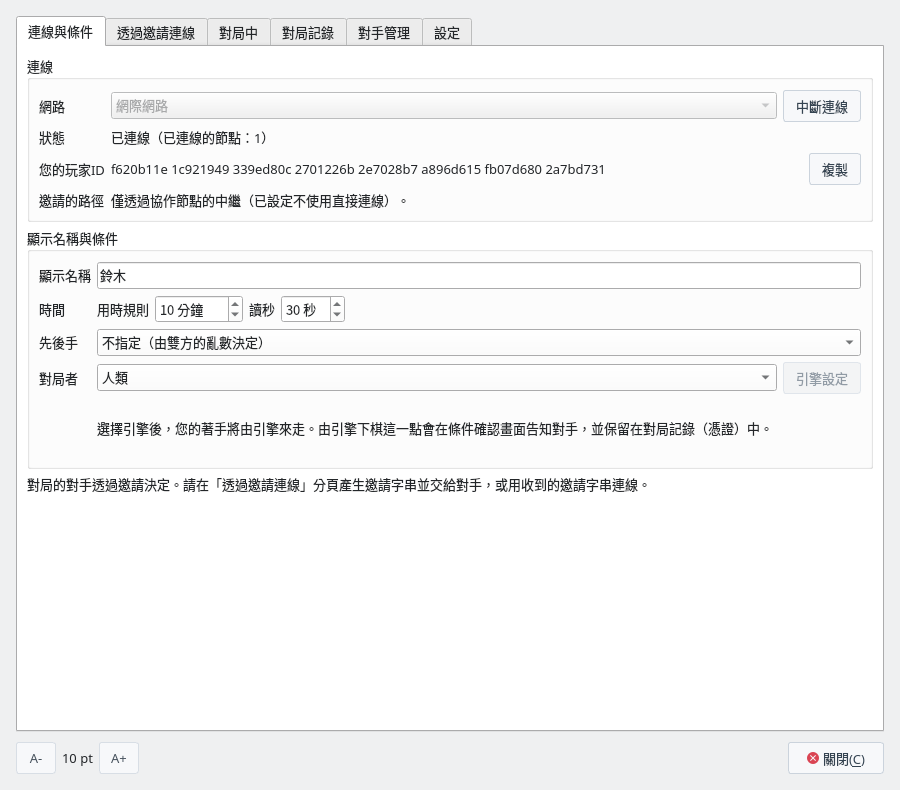 連線與條件 透過邀請連線 對局中 對局記錄 對手管理 設定
連線
網路 網際網路 中斷連線
狀態 已連線（已連線的節點：1）
您的玩家ID f620b11e 1c921949 339ed80c 2701226b 2e7028b7 a896d615 fb07d680 2a7bd731 複製
邀請的路徑 僅透過協作節點的中繼（已設定不使用直接連線）。
顯示名稱與條件
顯示名稱 鈴木
時間 用時規則 10 分鐘 讀秒 30 秒
先後手 不指定（由雙方的亂數決定）
對局者 人類 引擎設定
選擇引擎後，您的著手將由引擎來走。由引擎下棋這一點會在條件確認畫面告知對手，並保留在對局記錄（憑證）中。
對局的對手透過邀請決定。請在「透過邀請連線」分頁產生邀請字串並交給對手，或用收到的邀請字串連線。
A- 10 pt A+ 關閉(C)